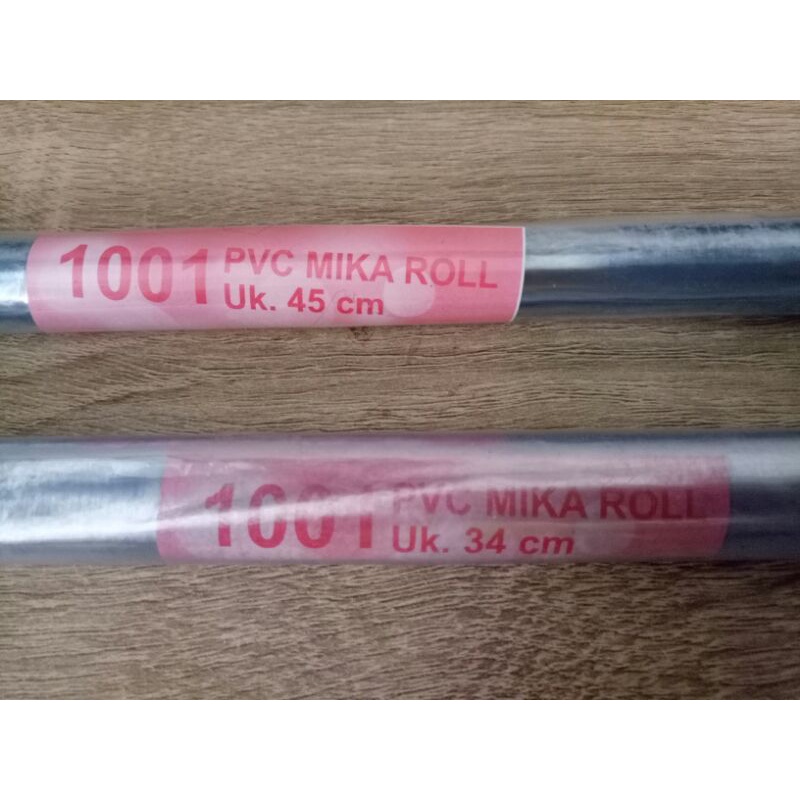 1001 PVC MIKA ROLL
Uk. 45 cm
1001 PVC MIKA ROLL
Uk. 34 cm